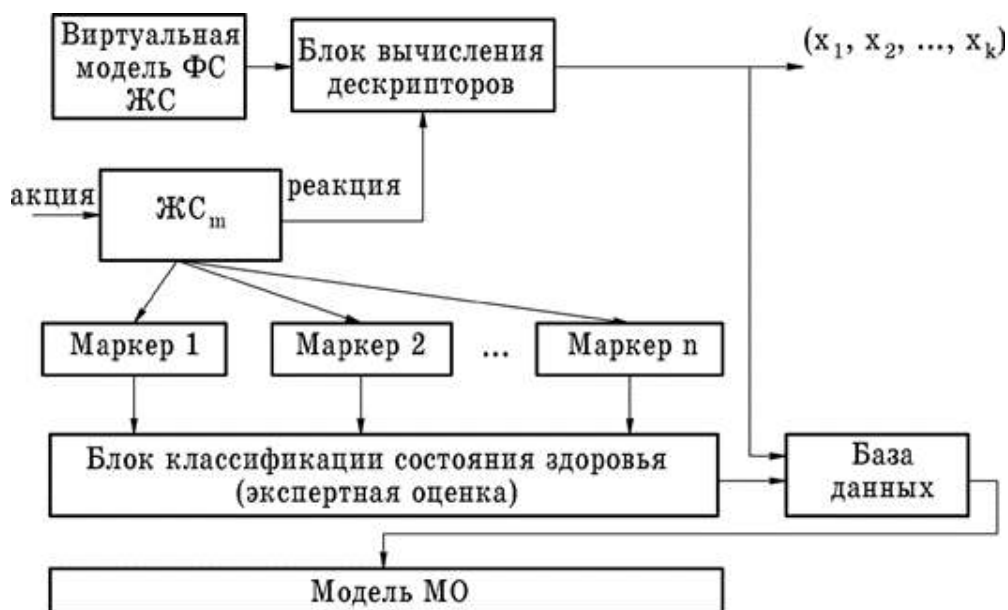 Виртуальная
модель ФС
ЖС
Блок вычисления
дескрипторов
(x₁, x₂, ..., xₖ)
акция
ЖСₘ
реакция
Маркер 1
Маркер 2
...
Маркер n
Блок классификации состояния здоровья
(экспертная оценка)
База
данных
Модель МО